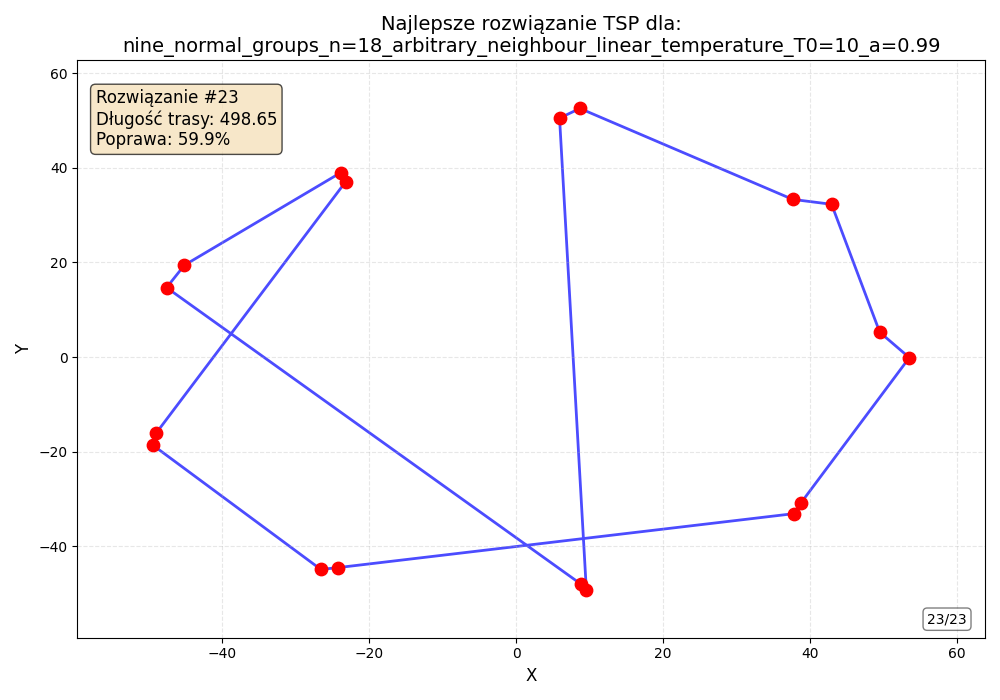 Najlepsze rozwiązanie TSP dla:
nine_normal_groups_n=18_arbitrary_neighbour_linear_temperature_T0=10_a=0.99
Rozwiązanie #23
Długość trasy: 498.65
Poprawa: 59.9%
60
40
20
0
−20
−40
Y
23/23
−40
−20
0
20
40
60
X